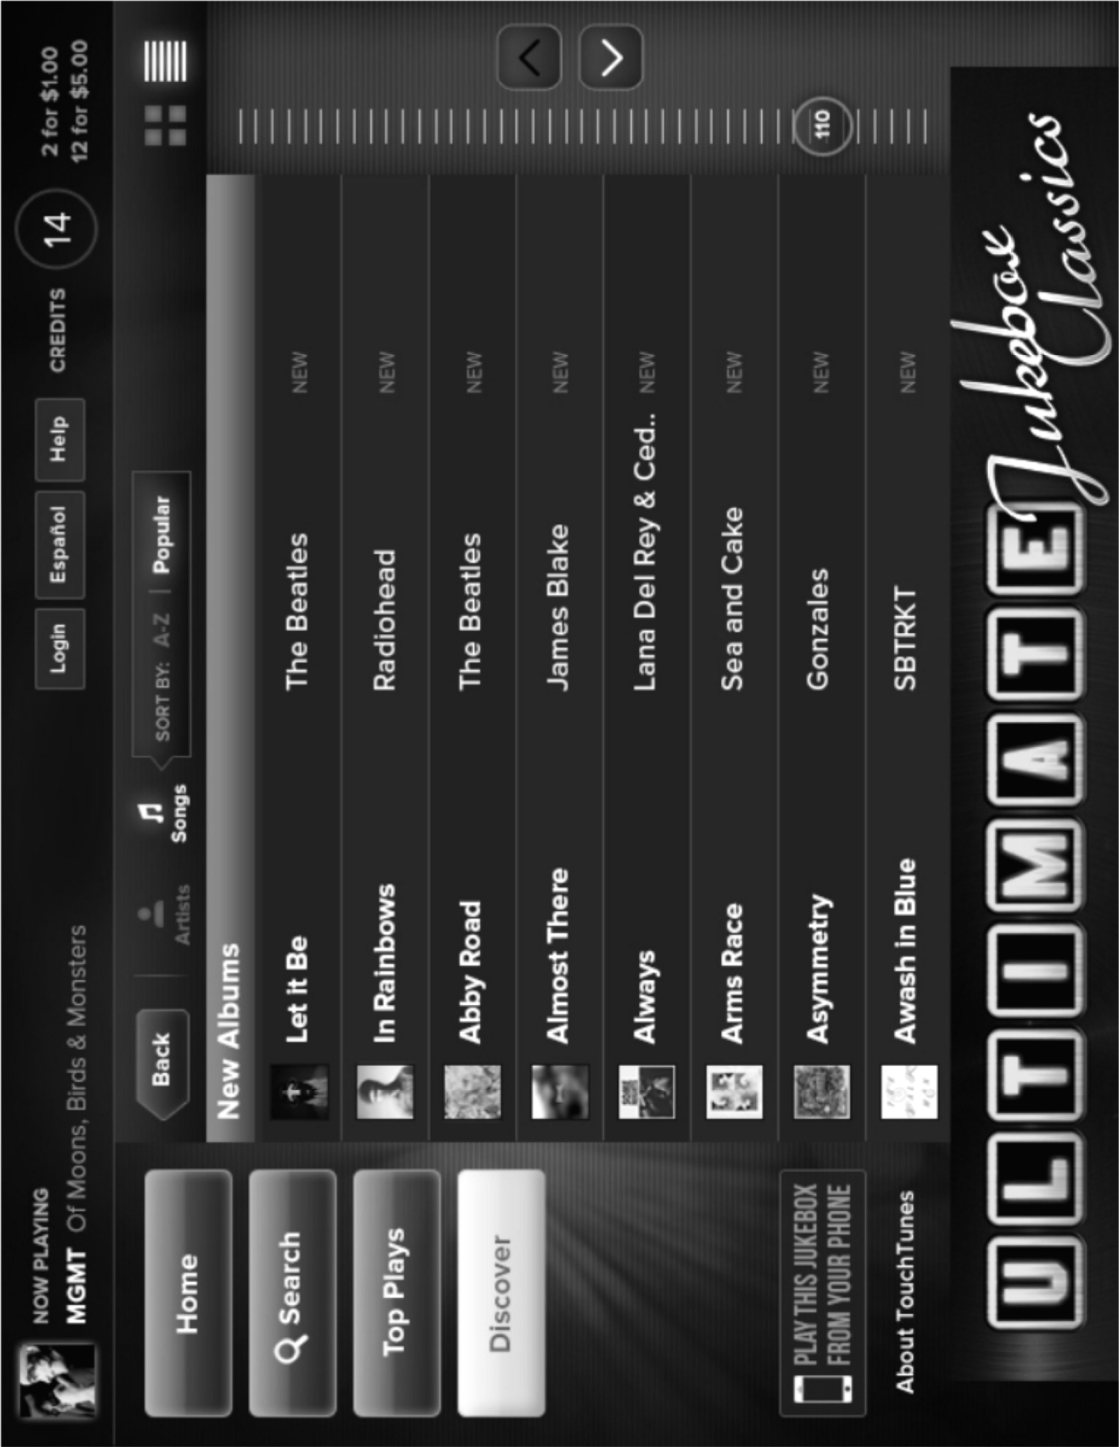 NOW PLAYING
MGMT Of Moons, Birds & Monsters
Login
Español
Help
CREDITS
14
2 for $1.00
12 for $5.00
Back
Artists
Songs
SORT BY: A-Z | Popular
Home
Search
Top Plays
Discover
New Albums
Let it Be The Beatles NEW
In Rainbows Radiohead NEW
Abby Road The Beatles NEW
Almost There James Blake NEW
Always Lana Del Rey & Ced.. NEW
Arms Race Sea and Cake NEW
Asymmetry Gonzales NEW
Awash in Blue SBTRKT NEW
110
PLAY THIS JUKEBOX
FROM YOUR PHONE
About TouchTunes
ULTIMATE Jukebox
Classics